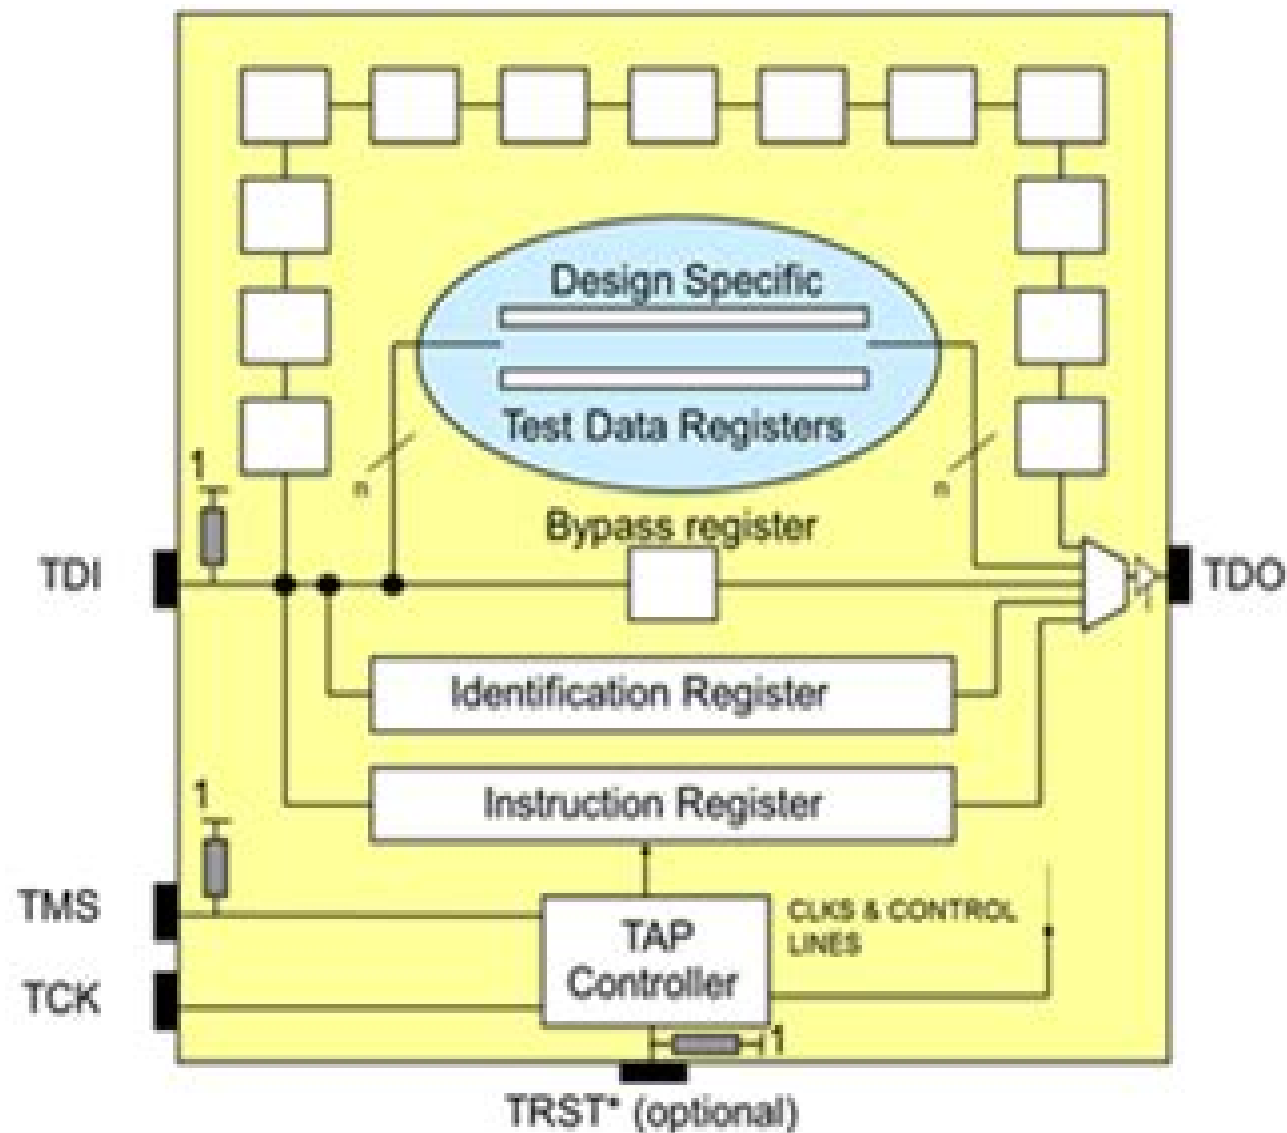 Design Specific
Test Data Registers
1
n
n
Bypass register
TDI
TDO
Identification Register
1
Instruction Register
TMS
CLKS & CONTROL
LINES
TAP
Controller
TCK
1
TRST* (optional)